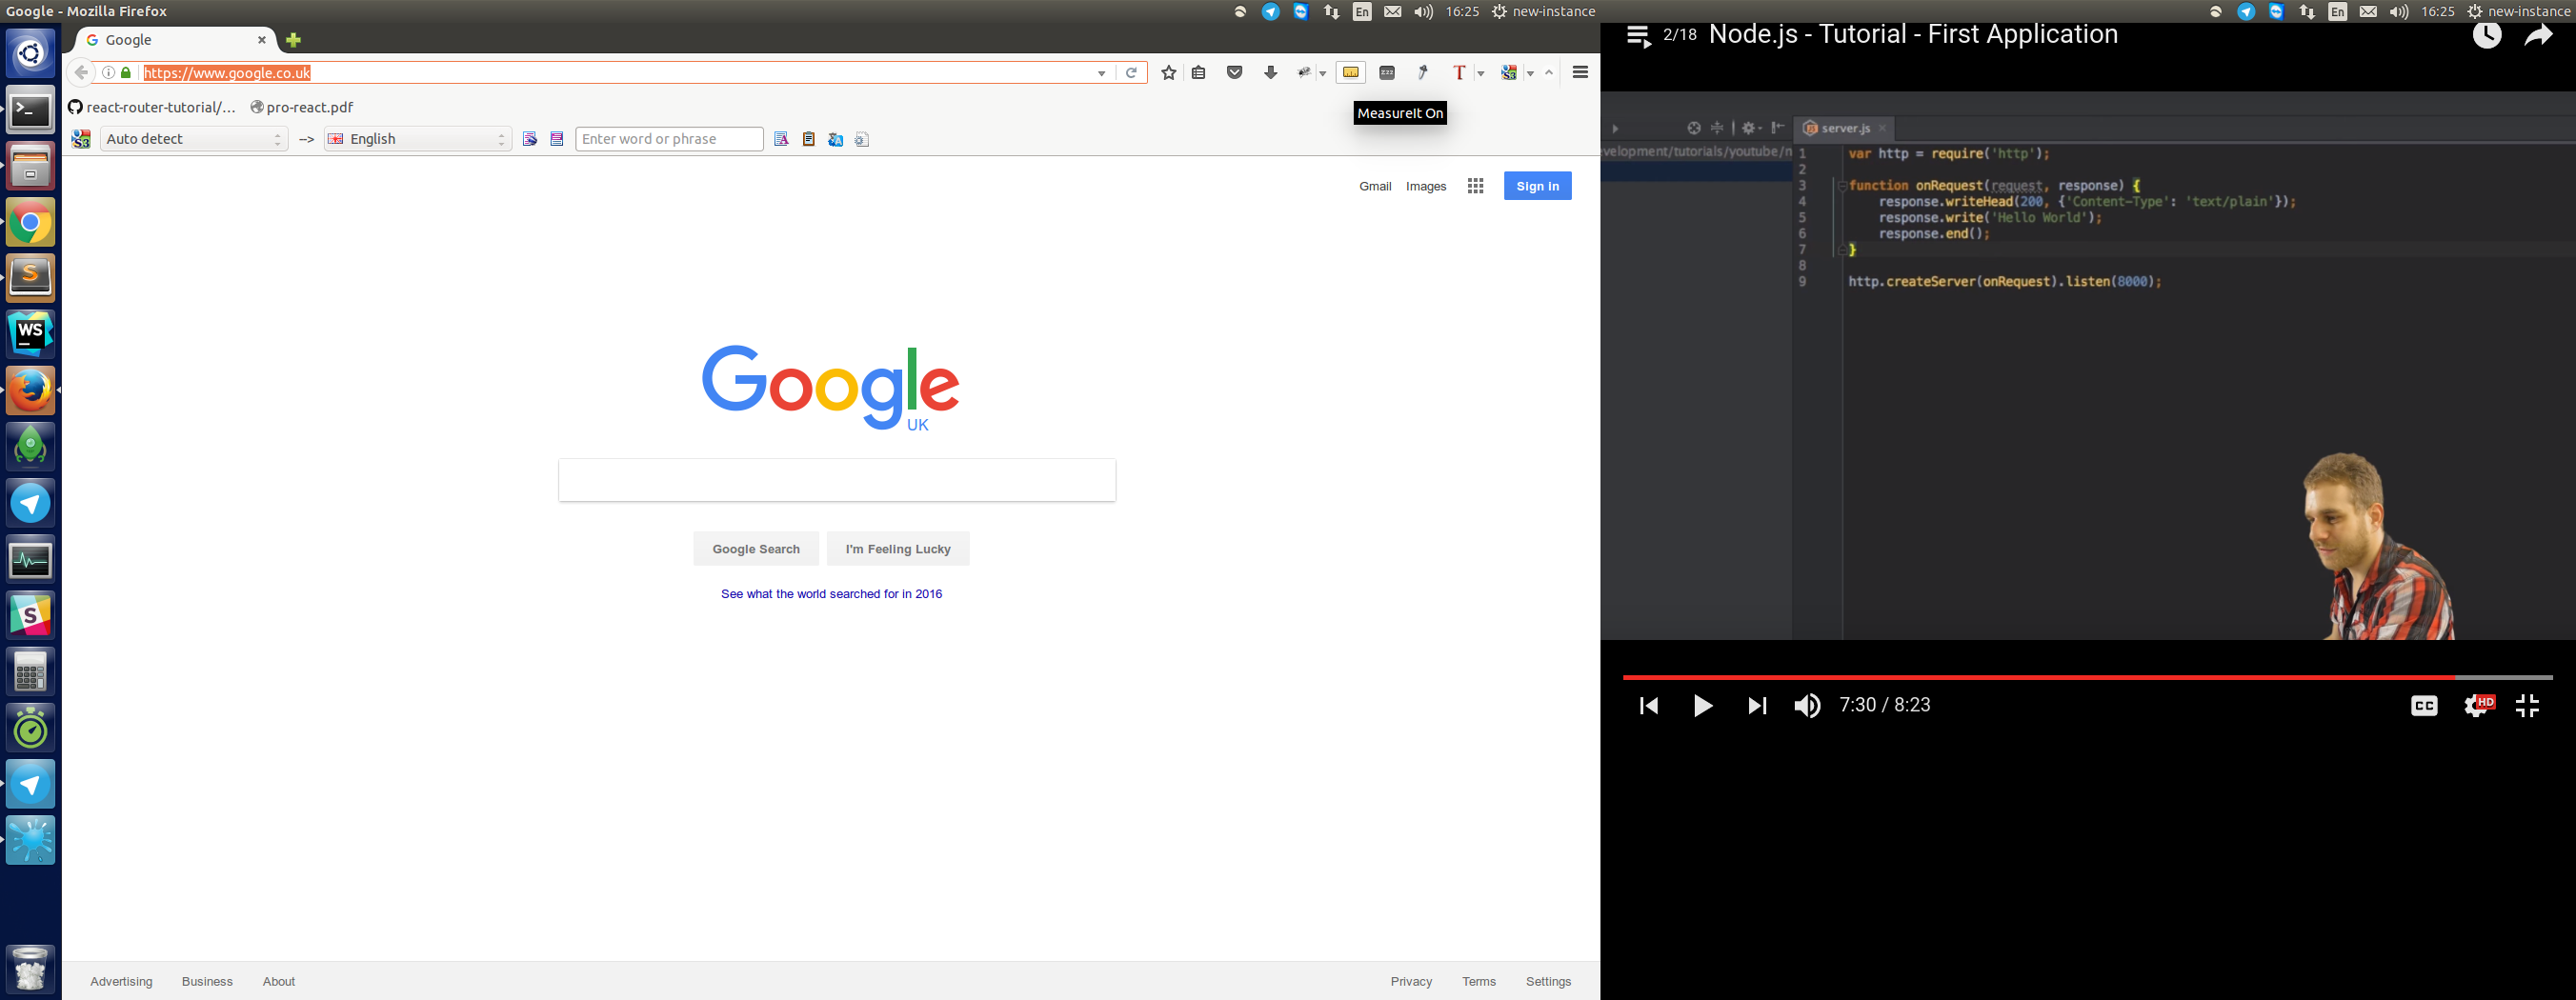 Google - Mozilla Firefox
En
16:25
new-instance
Google
https://www.google.co.uk
T
S3
react-router-tutorial/...
pro-react.pdf
MeasureIt On
S3
Auto detect
-->
English
Enter word or phrase
Gmail
Images
Sign in
Google
UK
Google Search
I'm Feeling Lucky
See what the world searched for in 2016
Advertising
Business
About
Privacy
Terms
Settings
>_
S
WS
S
En
16:25
new-instance
2/18
Node.js - Tutorial - First Application
server.js
evelopment/tutorials/youtube/n
1 var http = require('http');
2
3 function onRequest(request, response) {
4 response.writeHead(200, {'Content-Type': 'text/plain'});
5 response.write('Hello World');
6 response.end();
7 }
8
9 http.createServer(onRequest).listen(8000);
7:30 / 8:23
CC
HD